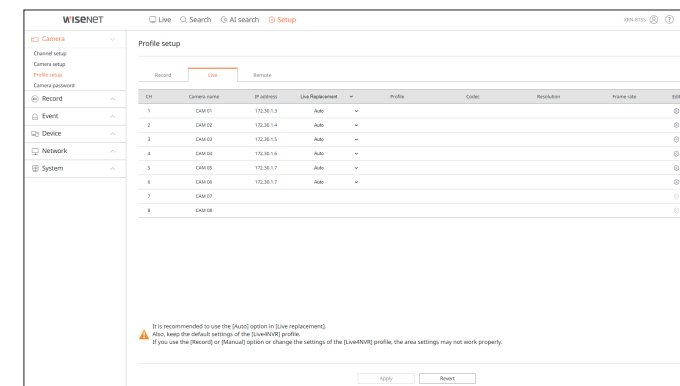 WISENET
Live Search AI search Setup
Camera
Channel setup
Camera setup
Profile setup
Camera password
Record
Event
Device
Network
System
Profile setup
Record Live Remote
CH Camera name IP address Live Replacement Profile Codec Resolution Frame rate Edit
1 CAM 01 172.30.1.3 Auto
2 CAM 02 172.30.1.4 Auto
3 CAM 03 172.30.1.5 Auto
4 CAM 04 172.30.1.6 Auto
5 CAM 05 172.30.1.7 Auto
6 CAM 06 172.30.1.7 Auto
7 CAM 07
8 CAM 08
It is recommended to use the [Auto] option in [Live replacement].
Also, keep the default settings of the [Live4NVR] profile.
If you use the [Record] or [Manual] option or change the settings of the [Live4NVR] profile, the area settings may not work properly.
Apply Revert